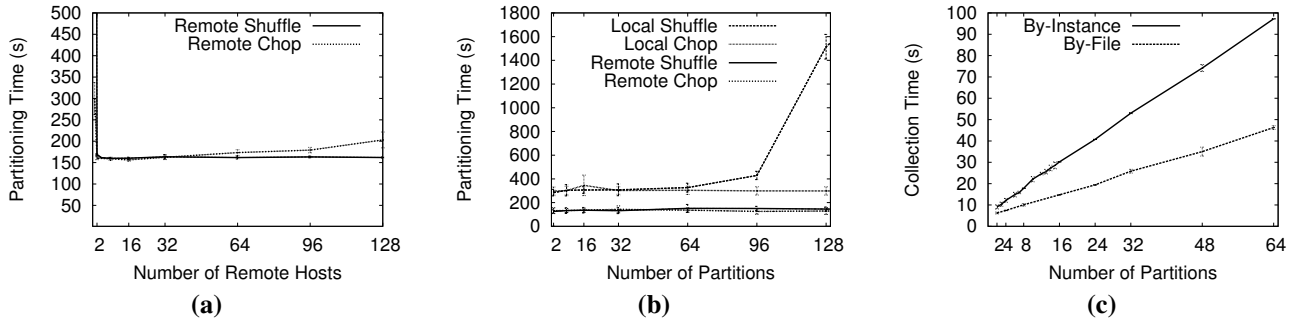 500
450
400
350
300
250
200
150
100
50
Partitioning Time (s)
Remote Shuffle
Remote Chop
2 16 32 64 96 128
Number of Remote Hosts
(a)
1800
1600
1400
1200
1000
800
600
400
200
0
Partitioning Time (s)
Local Shuffle
Local Chop
Remote Shuffle
Remote Chop
2 16 32 64 96 128
Number of Partitions
(b)
100
90
80
70
60
50
40
30
20
10
0
Collection Time (s)
By-Instance
By-File
2 4 8 16 24 32 48 64
Number of Partitions
(c)